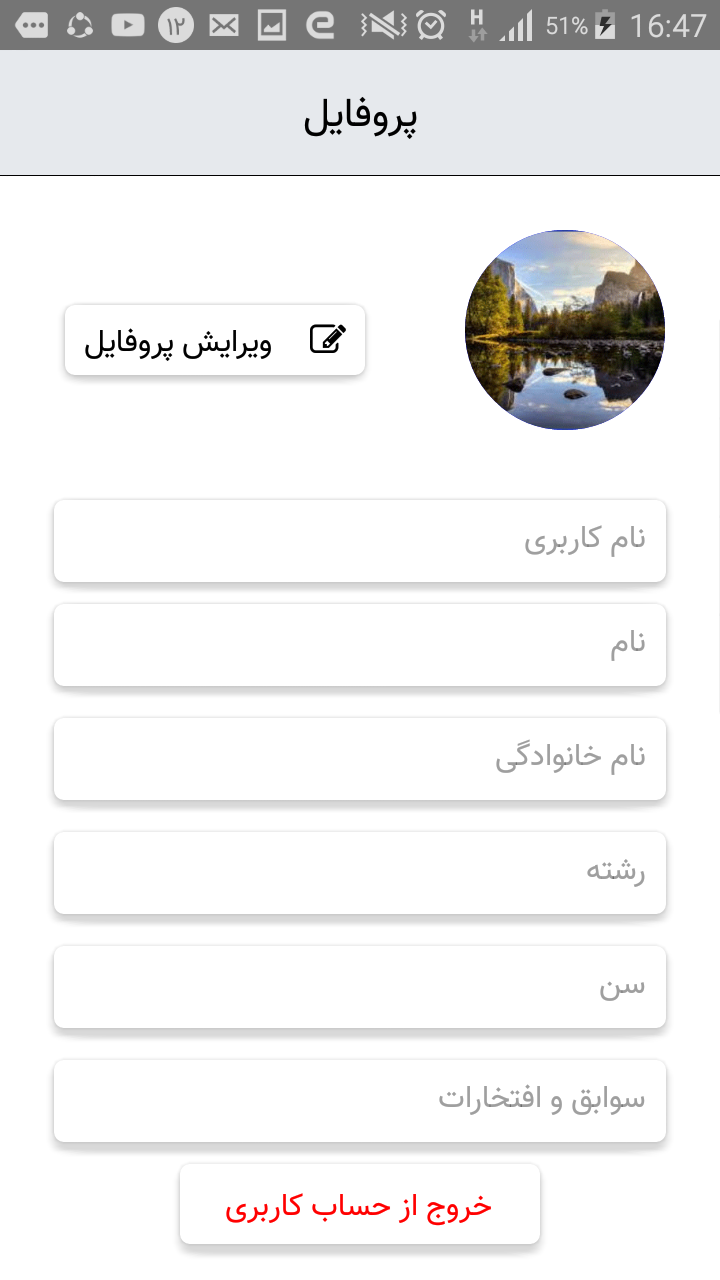 ۱۲ H 51% 16:47
پروفایل
ویرایش پروفایل
نام کاربری
نام
نام خانوادگی
رشته
سن
سوابق و افتخارات
خروج از حساب کاربری